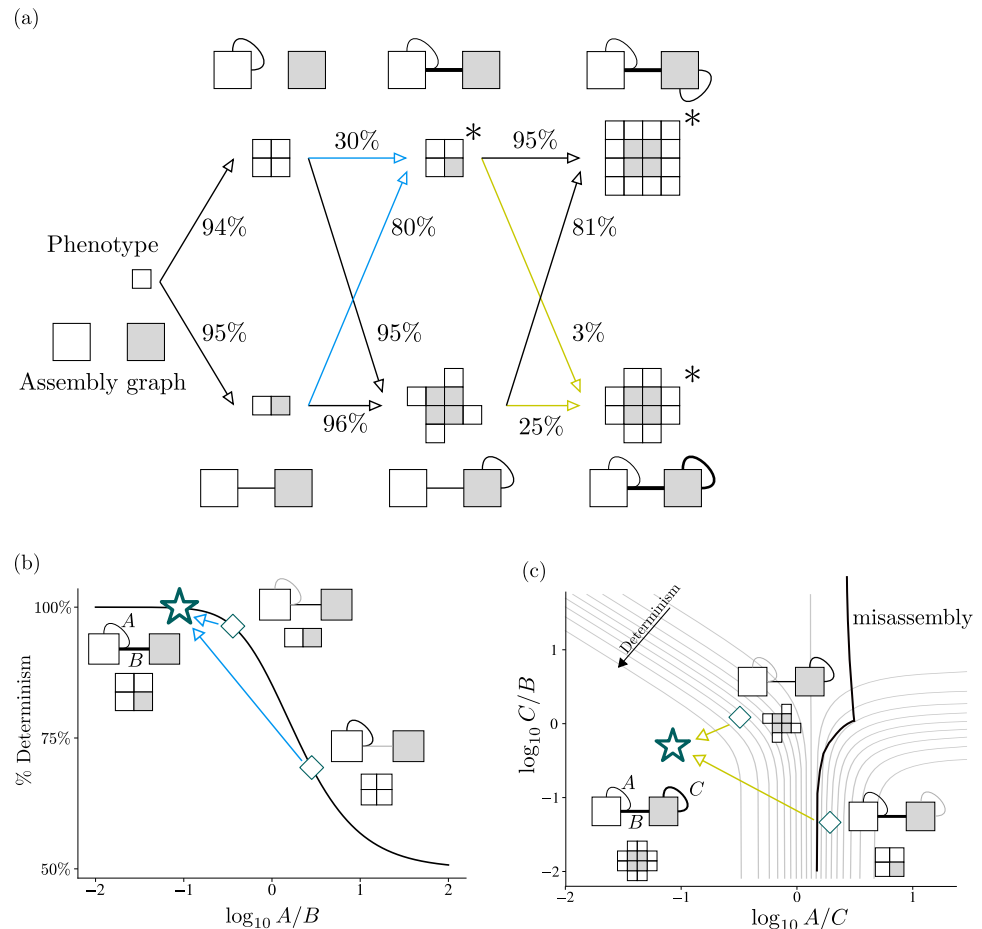 (a)
30%
*
95%
*
94%
80%
81%
Phenotype
95%
95%
3%
Assembly graph
96%
25%
*
(b)
100%
75%
50%
% Determinism
A
B
−2
−1
0
1
2
log10 A/B
(c)
misassembly
Determinism
1
0
-1
-2
log10 C/B
A
B
C
-2
-1
0
1
log10 A/C